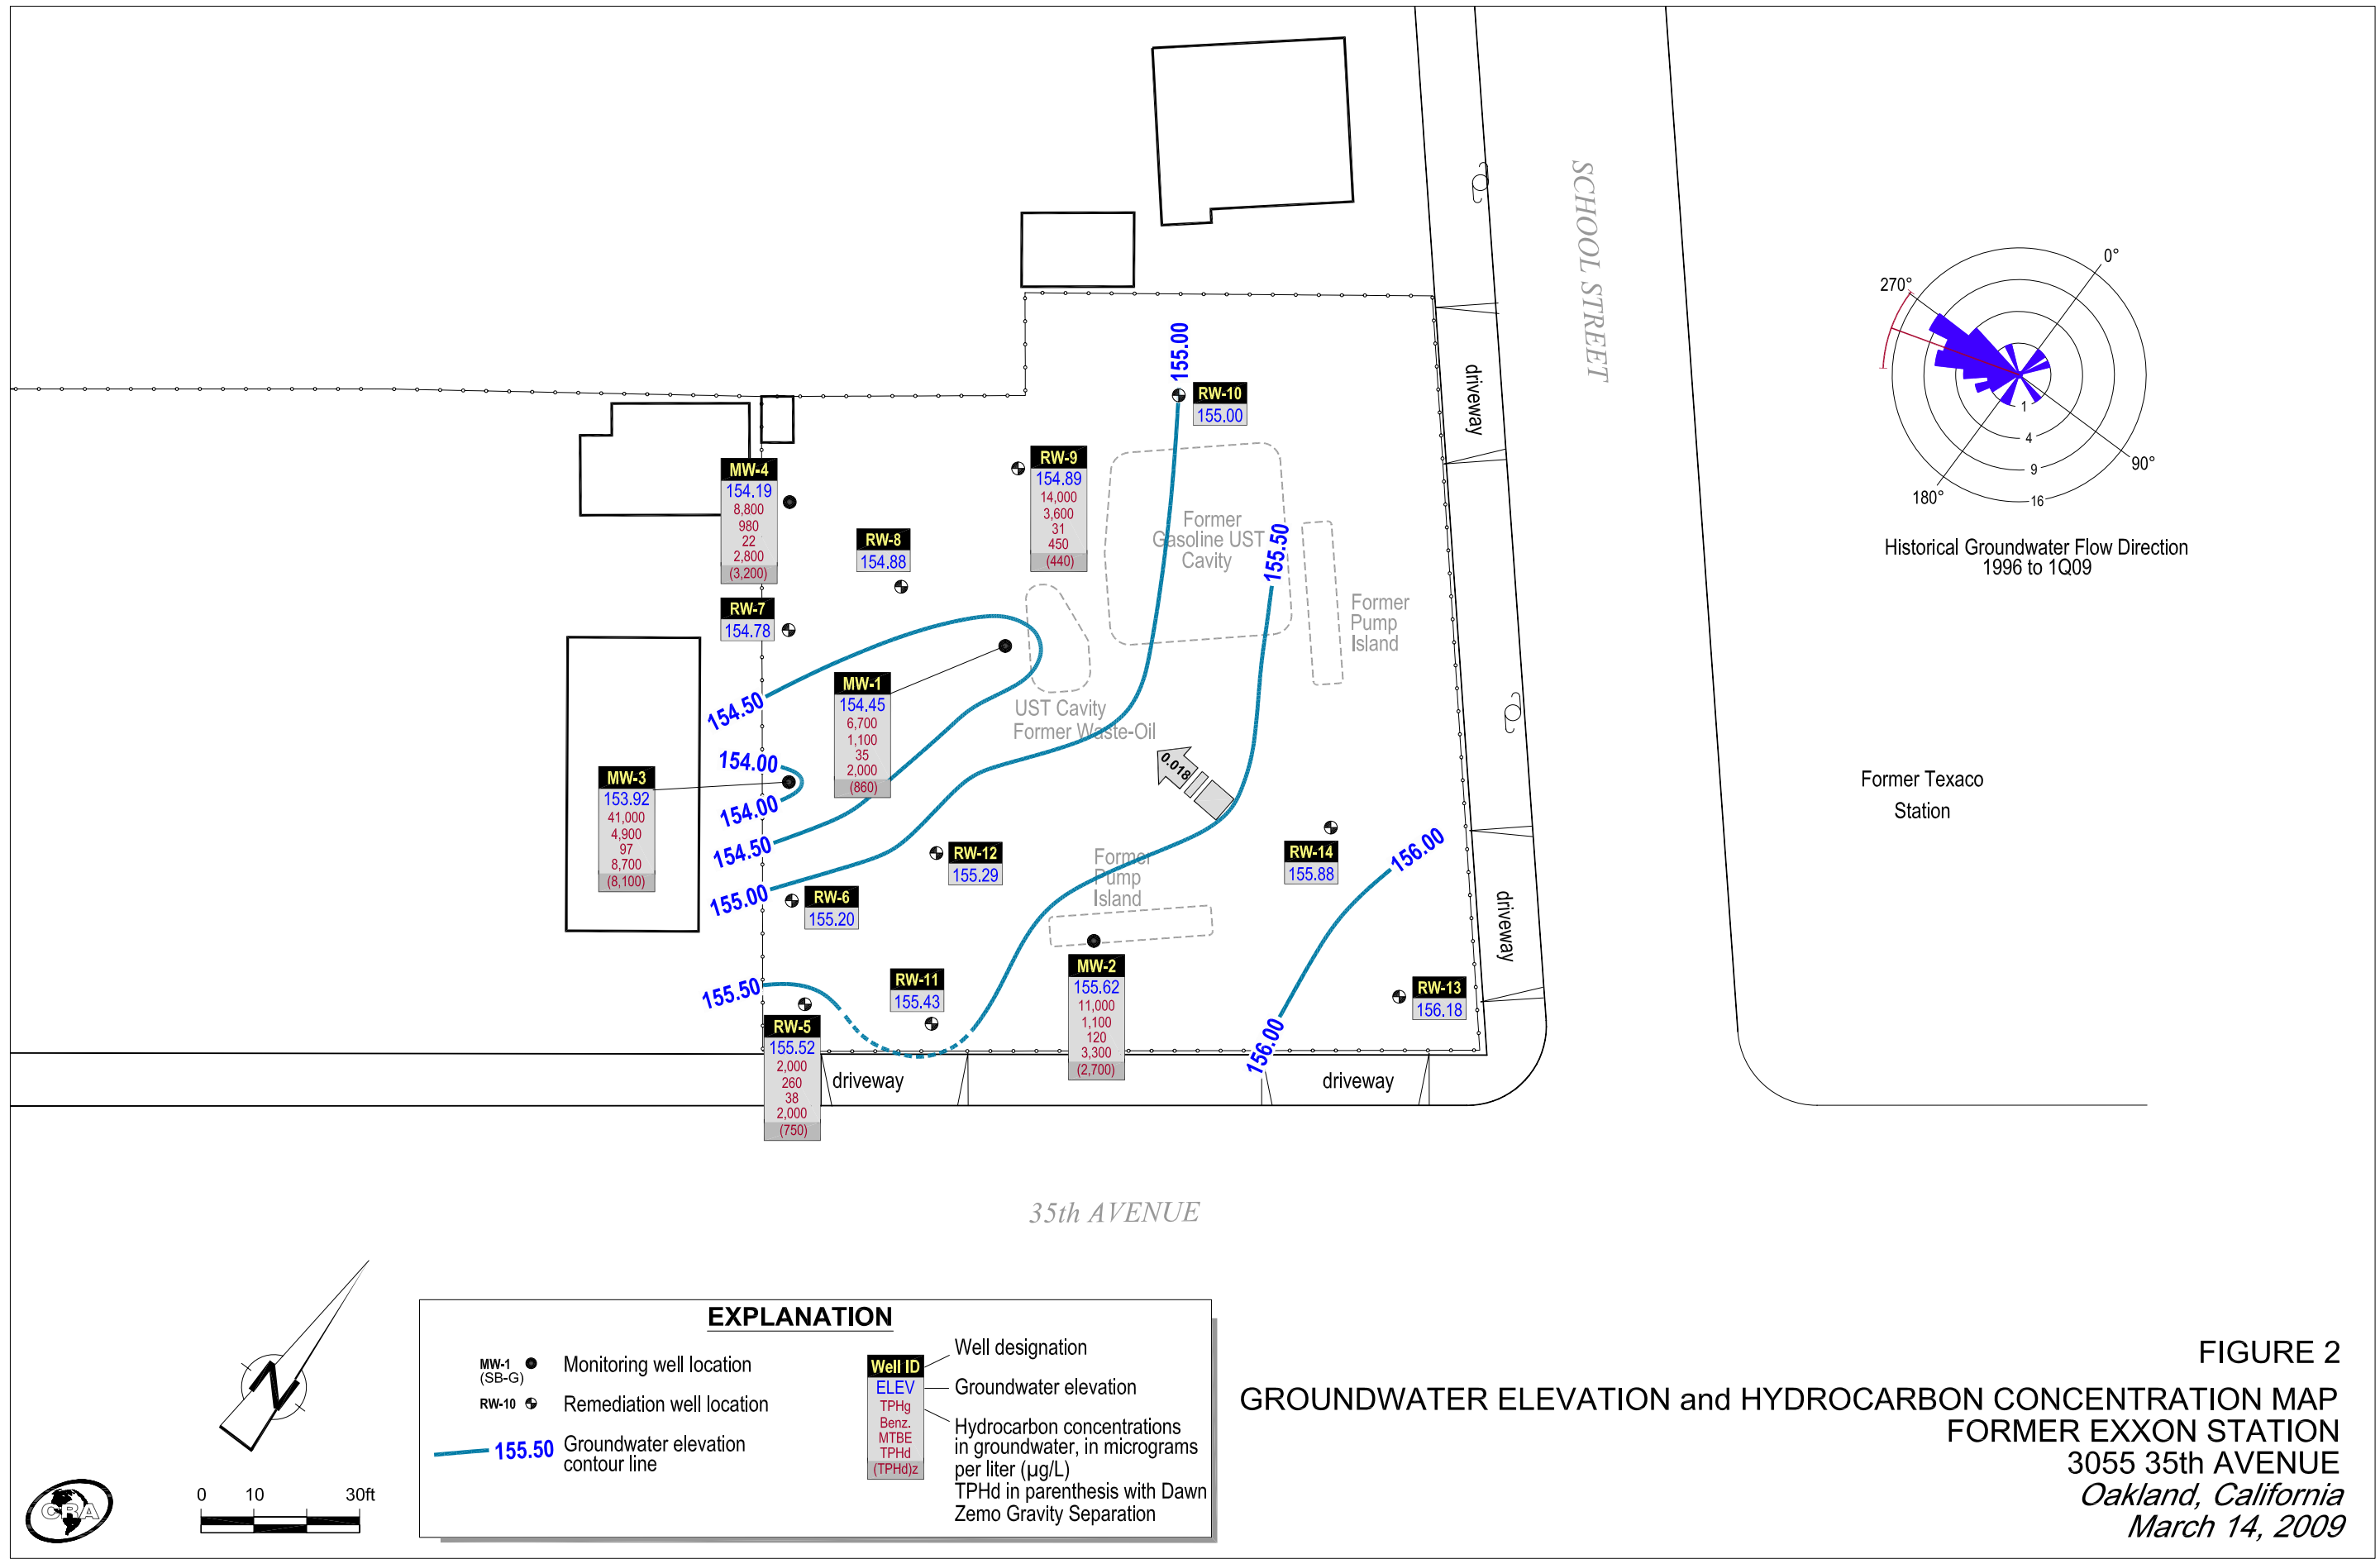 SCHOOL STREET
0°
270°
90°
180°
1
4
9
16
Historical Groundwater Flow Direction
1996 to 1Q09
driveway
155.00
RW-10
155.00
RW-9
154.89
14,000
3,600
31
450
(440)
MW-4
154.19
8,800
980
22
2,800
(3,200)
RW-8
154.88
Former
Gasoline UST
Cavity
155.50
Former
Pump
Island
RW-7
154.78
154.50
MW-1
154.45
6,700
1,100
35
2,000
(860)
UST Cavity
Former Waste-Oil
0.018
154.00
MW-3
153.92
41,000
4,900
97
8,700
(8,100)
154.00
154.50
155.00
Former Texaco
Station
RW-12
155.29
Former
Pump
Island
RW-14
155.88
156.00
RW-6
155.20
driveway
155.50
RW-11
155.43
MW-2
155.62
11,000
1,100
120
3,300
(2,700)
RW-13
156.18
156.00
RW-5
155.52
2,000
260
38
2,000
(750)
driveway
driveway
35th AVENUE
N
0 10 30ft
CRA
EXPLANATION
MW-1
(SB-G)
Monitoring well location
RW-10
Remediation well location
155.50
Groundwater elevation
contour line
Well ID
ELEV
TPHg
Benz.
MTBE
TPHd
(TPHd)z
Well designation
Groundwater elevation
Hydrocarbon concentrations
in groundwater, in micrograms
per liter (µg/L)
TPHd in parenthesis with Dawn
Zemo Gravity Separation
FIGURE 2
GROUNDWATER ELEVATION and HYDROCARBON CONCENTRATION MAP
FORMER EXXON STATION
3055 35th AVENUE
Oakland, California
March 14, 2009